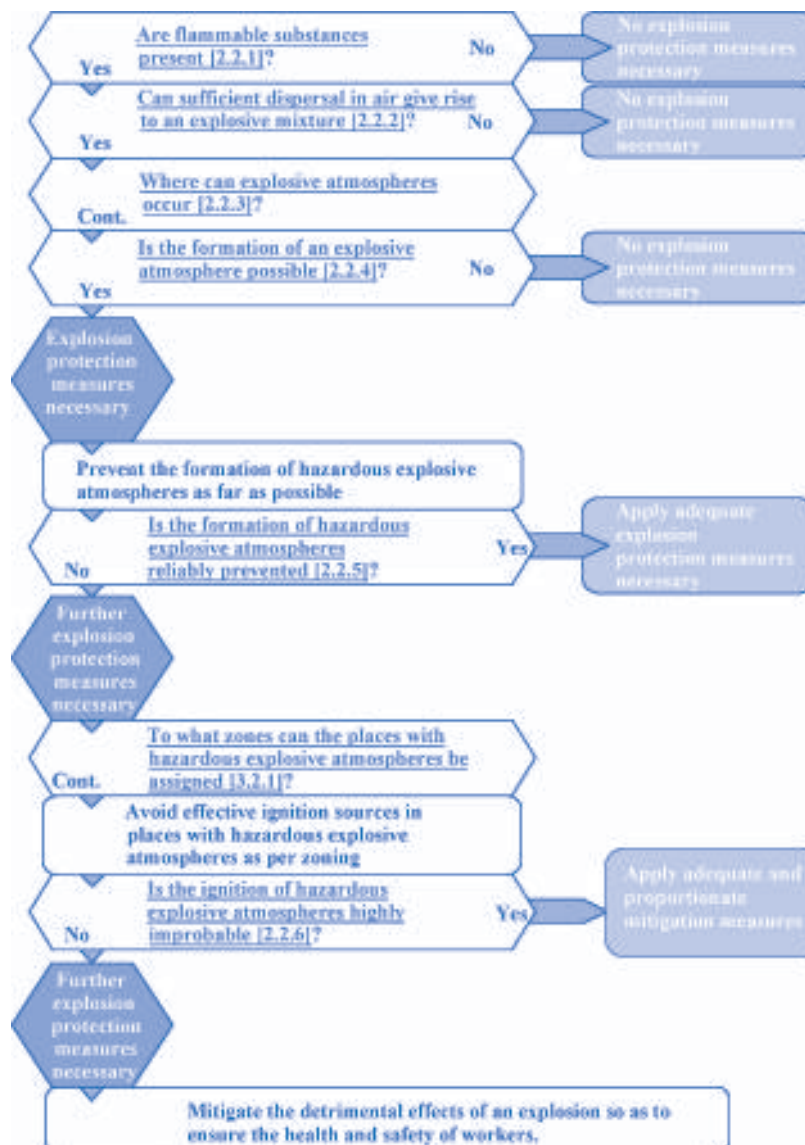 Are flammable substances
present [2.2.1]?
Yes
No
No explosion
protection measures
necessary
Can sufficient dispersal in air give rise
to an explosive mixture [2.2.2]?
Yes
No
No explosion
protection measures
necessary
Where can explosive atmospheres
occur [2.2.3]?
Cont.
Is the formation of an explosive
atmosphere possible [2.2.4]?
Yes
No
No explosion
protection measures
necessary
Explosion
protection
measures
necessary
Prevent the formation of hazardous explosive
atmospheres as far as possible
Is the formation of hazardous
explosive atmospheres
reliably prevented [2.2.5]?
No
Yes
Apply adequate
explosion
protection measures
necessary
Further
explosion
protection
measures
necessary
To what zones can the places with
hazardous explosive atmospheres be
assigned [3.2.1]?
Cont.
Avoid effective ignition sources in
places with hazardous explosive
atmospheres as per zoning
Is the ignition of hazardous
explosive atmospheres highly
improbable [2.2.6]?
No
Yes
Apply adequate and
proportionate
mitigation measures
Further
explosion
protection
measures
necessary
Mitigate the detrimental effects of an explosion so as to
ensure the health and safety of workers.